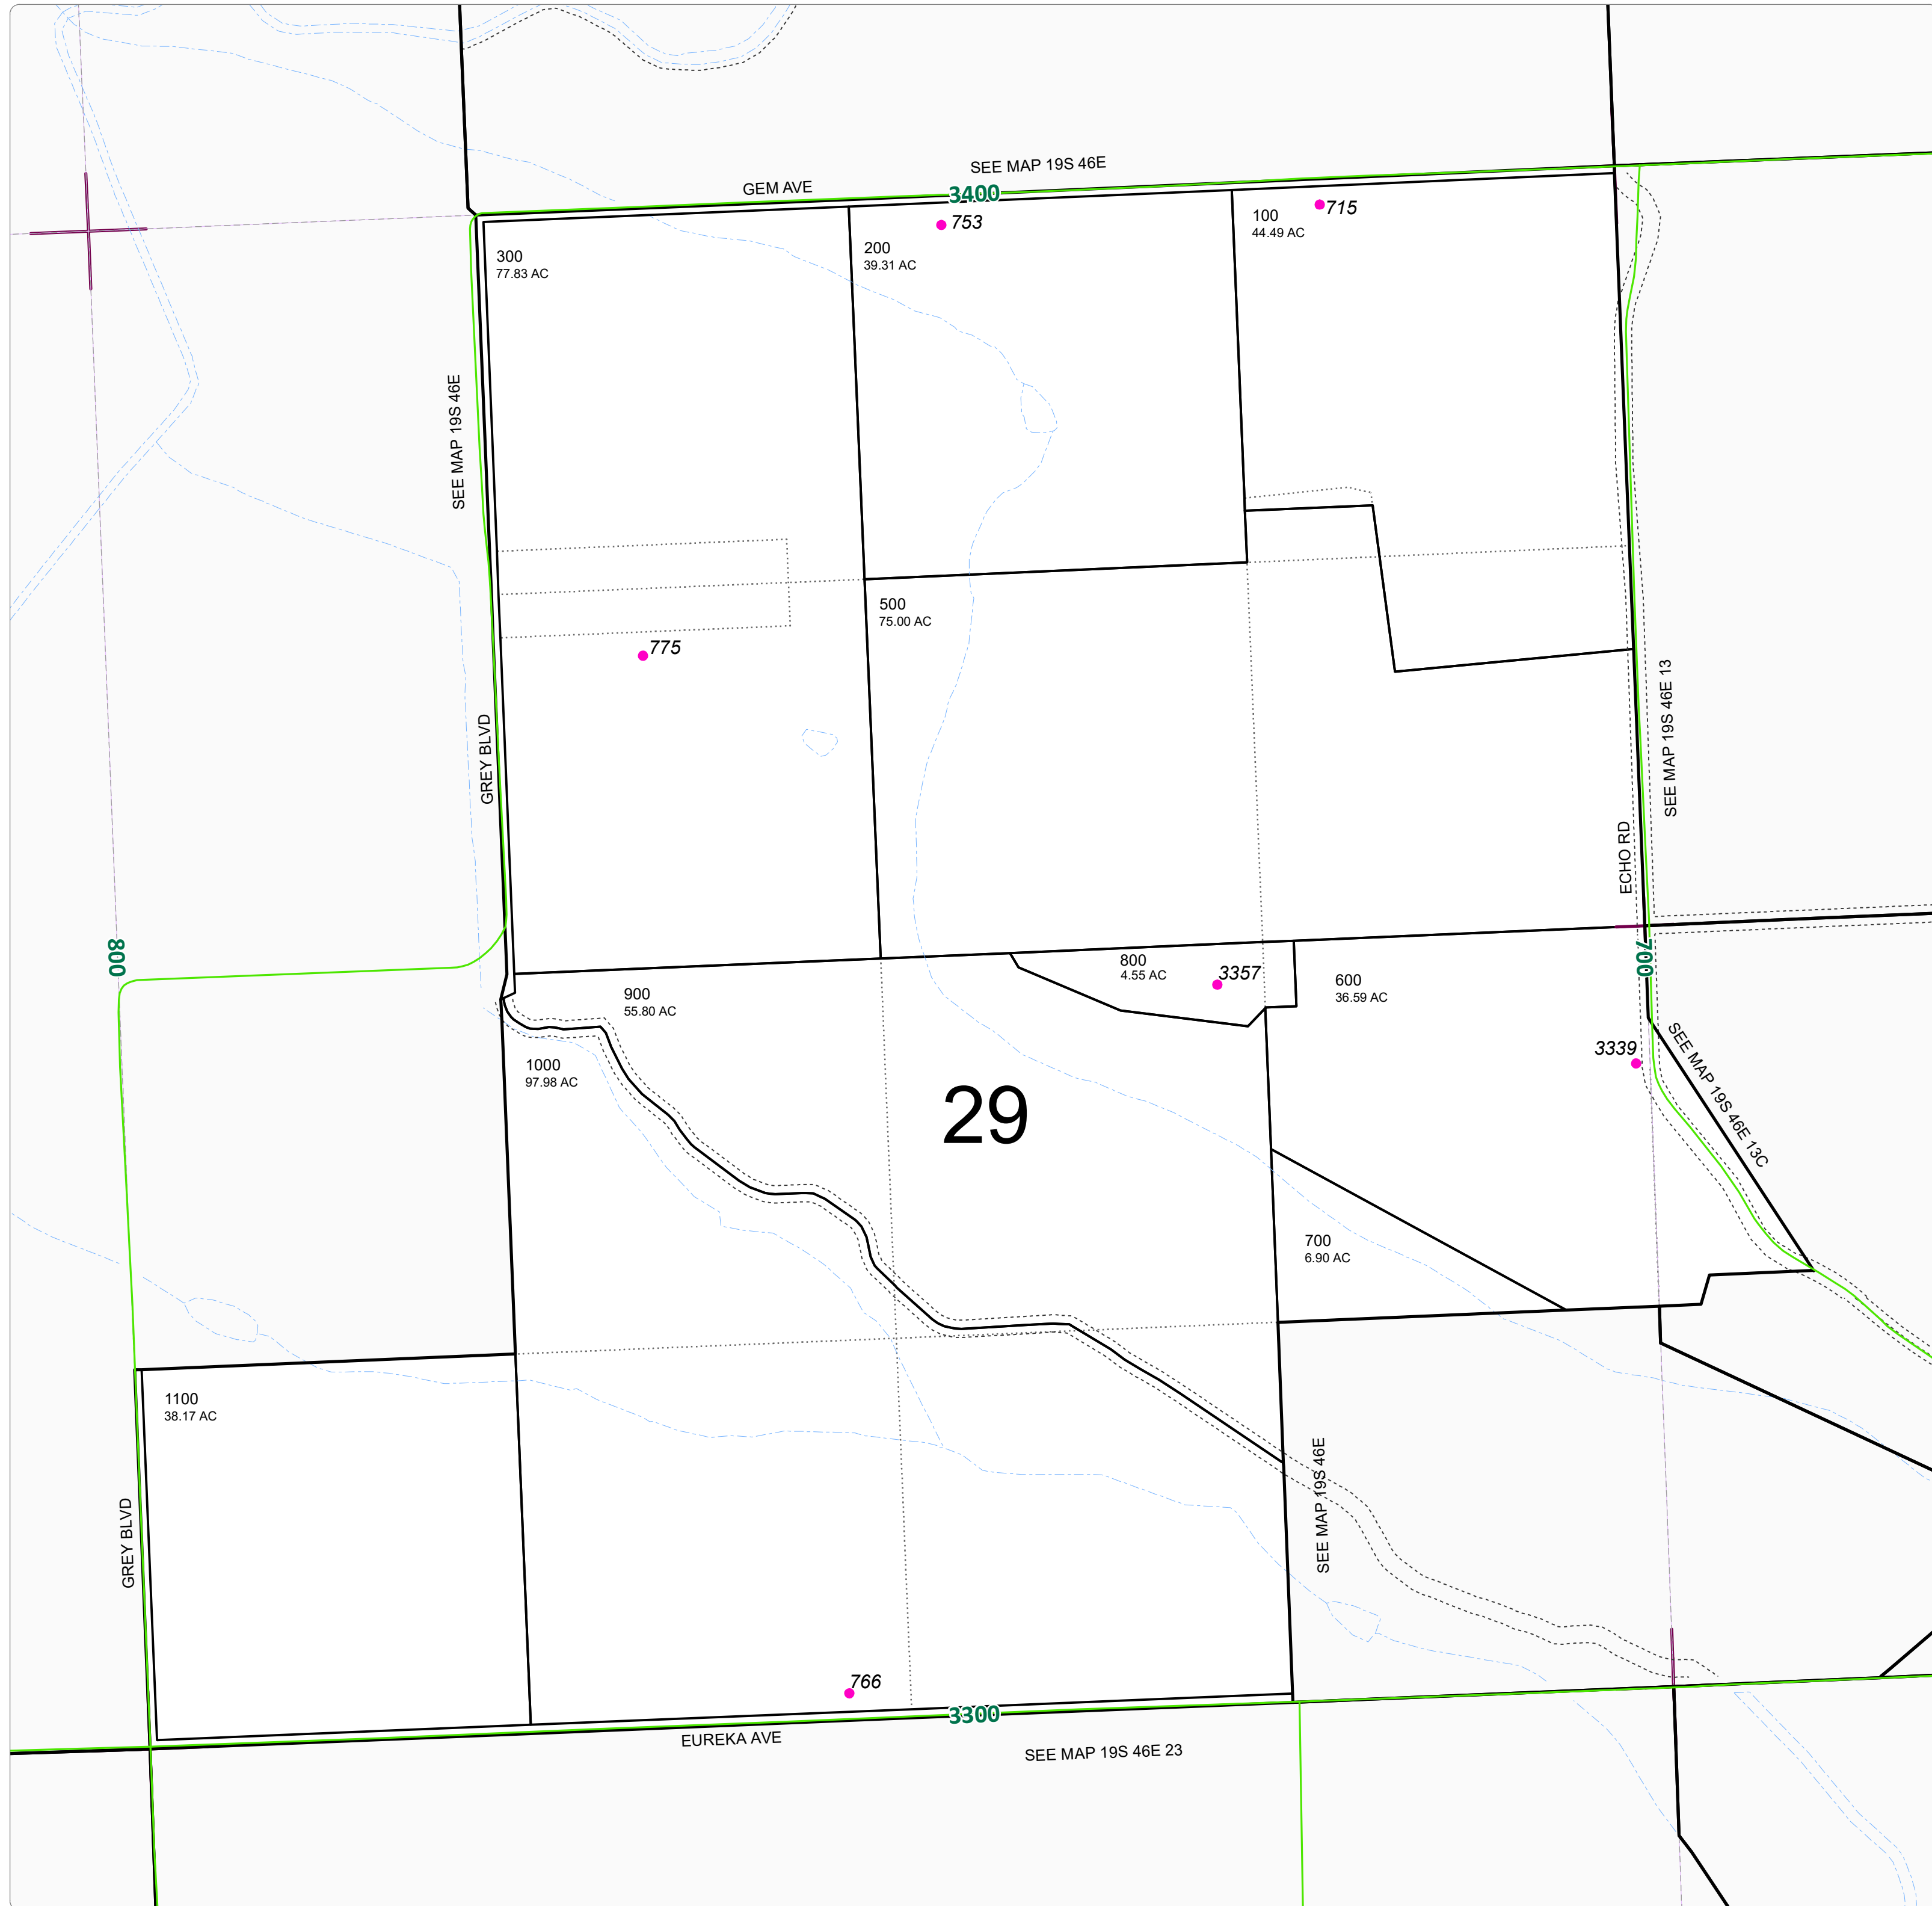 SEE MAP 19S 46E
GEM AVE
3400
753
715
100
44.49 AC
200
39.31 AC
300
77.83 AC
SEE MAP 19S 46E
500
75.00 AC
775
SEE MAP 19S 46E 13
GREY BLVD
ECHO RD
800
700
800
4.55 AC
3357
600
36.59 AC
900
55.80 AC
1000
97.98 AC
3339
SEE MAP 19S 46E 13C
29
700
6.90 AC
1100
38.17 AC
GREY BLVD
SEE MAP 19S 46E
766
3300
EUREKA AVE
SEE MAP 19S 46E 23